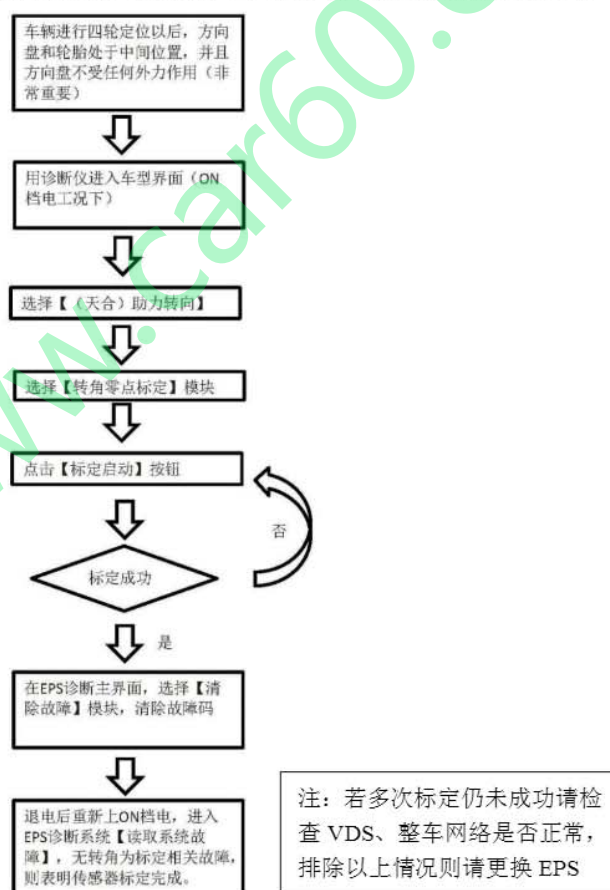 车辆进行四轮定位以后，方向
盘和轮胎处于中间位置，并且
方向盘不受任何外力作用（非
常重要）
用诊断仪进入车型界面（ON
档电工况下）
选择【（天合）助力转向】
选择【转角零点标定】模块
点击【标定启动】按钮
否
标定成功
是
在EPS诊断主界面，选择【清
除故障】模块，清除故障码
退电后重新上ON档电，进入
EPS诊断系统【读取系统故
障】，无转角为标定相关故障，
则表明传感器标定完成。
注：若多次标定仍未成功请检
查 VDS、整车网络是否正常，
排除以上情况则请更换 EPS
www.car60.c